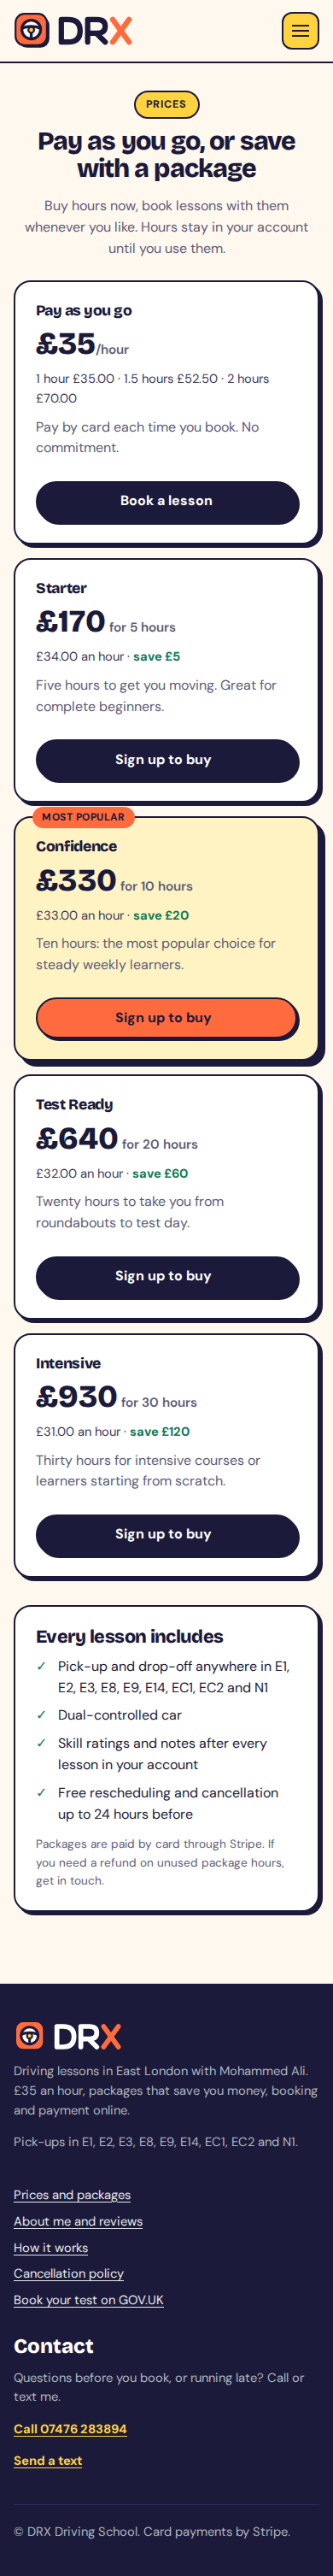 DRX
PRICES
Pay as you go, or save
with a package
Buy hours now, book lessons with them
whenever you like. Hours stay in your account
until you use them.
Pay as you go
£35/hour
1 hour £35.00 · 1.5 hours £52.50 · 2 hours
£70.00
Pay by card each time you book. No
commitment.
Book a lesson
Starter
£170 for 5 hours
£34.00 an hour · save £5
Five hours to get you moving. Great for
complete beginners.
Sign up to buy
MOST POPULAR
Confidence
£330 for 10 hours
£33.00 an hour · save £20
Ten hours: the most popular choice for
steady weekly learners.
Sign up to buy
Test Ready
£640 for 20 hours
£32.00 an hour · save £60
Twenty hours to take you from
roundabouts to test day.
Sign up to buy
Intensive
£930 for 30 hours
£31.00 an hour · save £120
Thirty hours for intensive courses or
learners starting from scratch.
Sign up to buy
Every lesson includes
✓ Pick-up and drop-off anywhere in E1,
E2, E3, E8, E9, E14, EC1, EC2 and N1
✓ Dual-controlled car
✓ Skill ratings and notes after every
lesson in your account
✓ Free rescheduling and cancellation
up to 24 hours before
Packages are paid by card through Stripe. If
you need a refund on unused package hours,
get in touch.
DRX
Driving lessons in East London with Mohammed Ali.
£35 an hour, packages that save you money, booking
and payment online.
Pick-ups in E1, E2, E3, E8, E9, E14, EC1, EC2 and N1.
Prices and packages
About me and reviews
How it works
Cancellation policy
Book your test on GOV.UK
Contact
Questions before you book, or running late? Call or
text me.
Call 07476 283894
Send a text
© DRX Driving School. Card payments by Stripe.